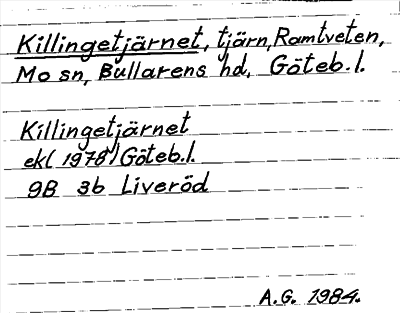 Killingetjärnet, tjärn, Ramtveten,
Mo sn, Bullarens hd, Göteb.l.
Killingetjärnet
ek (1978) Göteb.l.
9B 3b Liveröd
A.G. 1984.